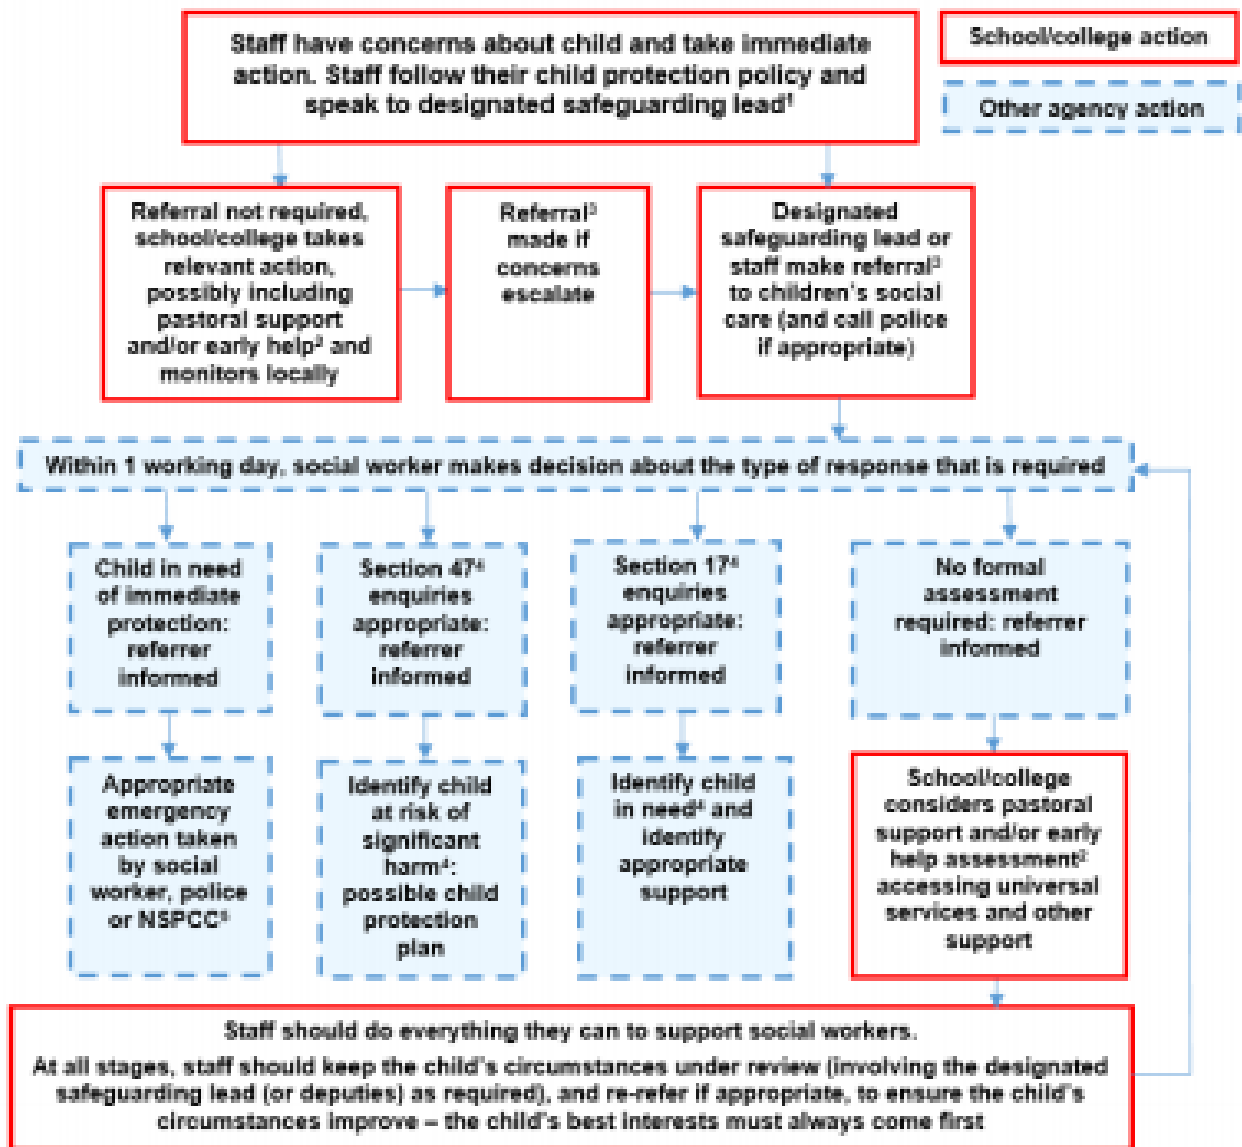 Staff have concerns about child and take immediate
action. Staff follow their child protection policy and
speak to designated safeguarding lead¹
School/college action
Other agency action
Referral not required,
school/college takes
relevant action,
possibly including
pastoral support
and/or early help² and
monitors locally
Referral³
made if
concerns
escalate
Designated
safeguarding lead or
staff make referral³
to children's social
care (and call police
if appropriate)
Within 1 working day, social worker makes decision about the type of response that is required
Child in need
of immediate
protection:
referrer
informed
Section 47⁴
enquiries
appropriate:
referrer
informed
Section 17⁴
enquiries
appropriate:
referrer
informed
No formal
assessment
required: referrer
informed
Appropriate
emergency
action taken
by social
worker, police
or NSPCC⁵
Identify child
at risk of
significant
harm⁴:
possible child
protection
plan
Identify child
in need⁴ and
identify
appropriate
support
School/college
considers pastoral
support and/or early
help assessment²
accessing universal
services and other
support
Staff should do everything they can to support social workers.
At all stages, staff should keep the child's circumstances under review (involving the designated
safeguarding lead (or deputies) as required), and re-refer if appropriate, to ensure the child's
circumstances improve – the child's best interests must always come first